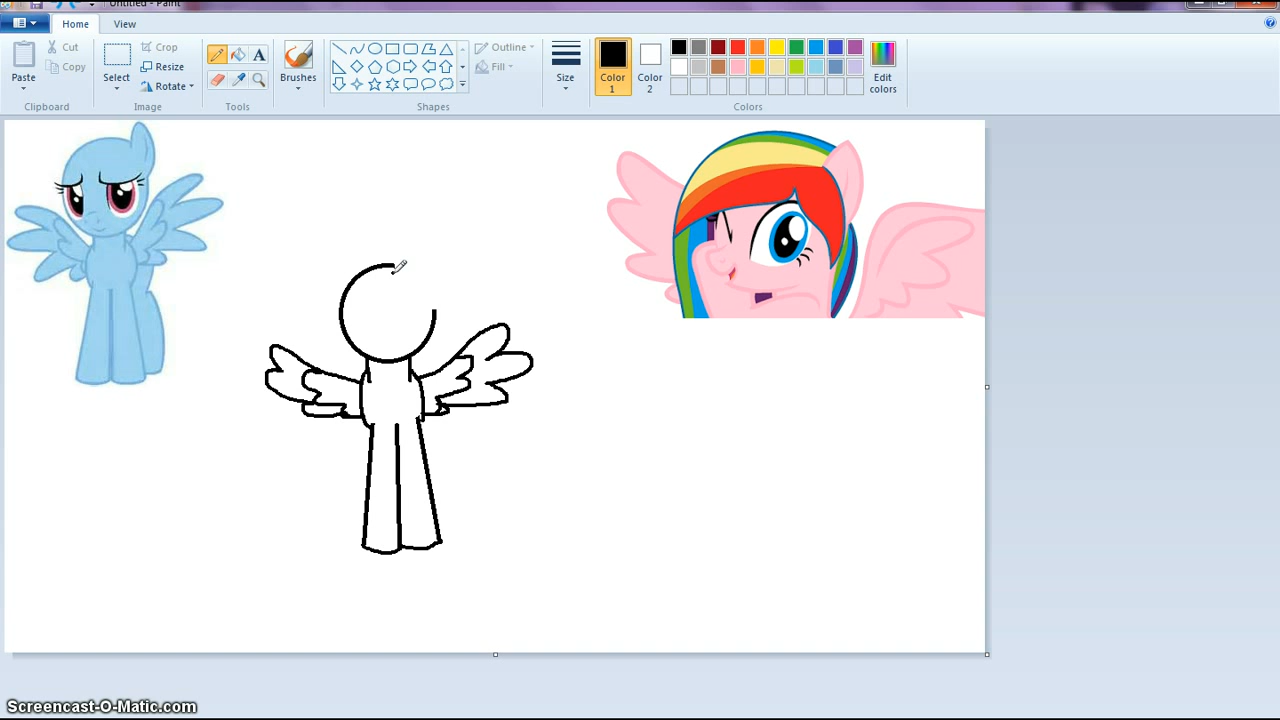 Untitled - Paint
Home
View
Paste
Cut
Copy
Clipboard
Select
Crop
Resize
Rotate
Image
A
Tools
Brushes
Shapes
Outline
Fill
Size
Color
1
Color
2
Edit
colors
Colors
Screencast-O-Matic.com